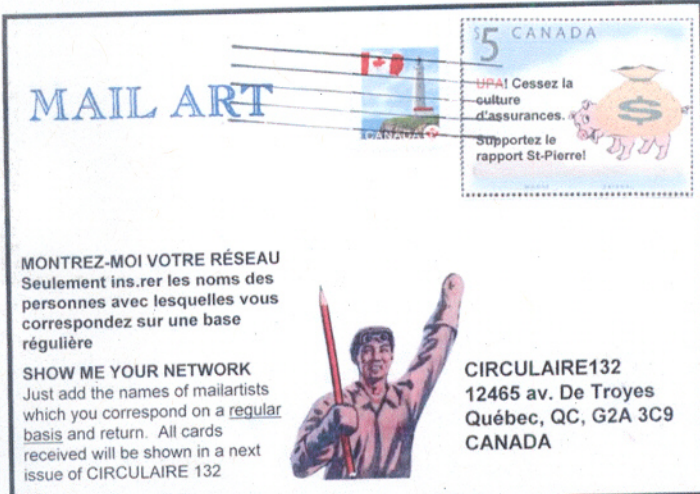 MAIL ART
CANADA
$5 CANADA
UPA! Cessez la
culture
d'assurances.
Supportez le
rapport St-Pierre!
$
MONTREZ-MOI VOTRE RÉSEAU
Seulement ins.rer les noms des
personnes avec lesquelles vous
correspondez sur une base
régulière
SHOW ME YOUR NETWORK
Just add the names of mailartists
which you correspond on a regular
basis and return. All cards
received will be shown in a next
issue of CIRCULAIRE 132
CIRCULAIRE132
12465 av. De Troyes
Québec, QC, G2A 3C9
CANADA